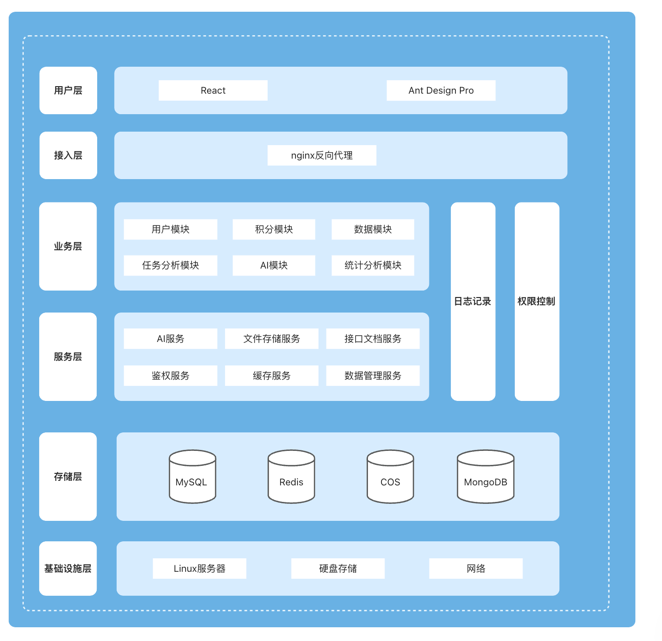 用户层
React
Ant Design Pro
接入层
nginx反向代理
业务层
用户模块
积分模块
数据模块
任务分析模块
AI模块
统计分析模块
日志记录
权限控制
服务层
AI服务
文件存储服务
接口文档服务
鉴权服务
缓存服务
数据管理服务
存储层
MySQL
Redis
COS
MongoDB
基础设施层
Linux服务器
硬盘存储
网络